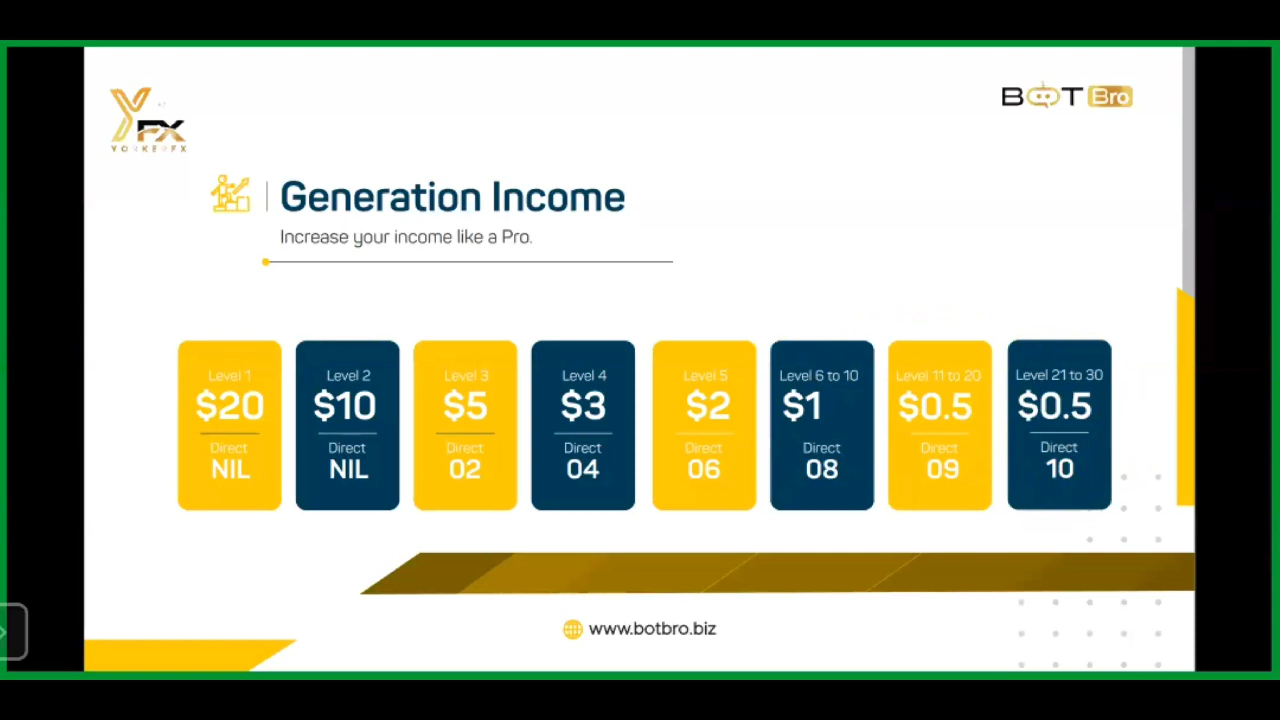 Y
FX
YORKERFX
BOT Bro
Generation Income
Increase your income like a Pro.
Level 1
$20
Direct
NIL
Level 2
$10
Direct
NIL
Level 3
$5
Direct
02
Level 4
$3
Direct
04
Level 5
$2
Direct
06
Level 6 to 10
$1
Direct
08
Level 11 to 20
$0.5
Direct
09
Level 21 to 30
$0.5
Direct
10
www.botbro.biz